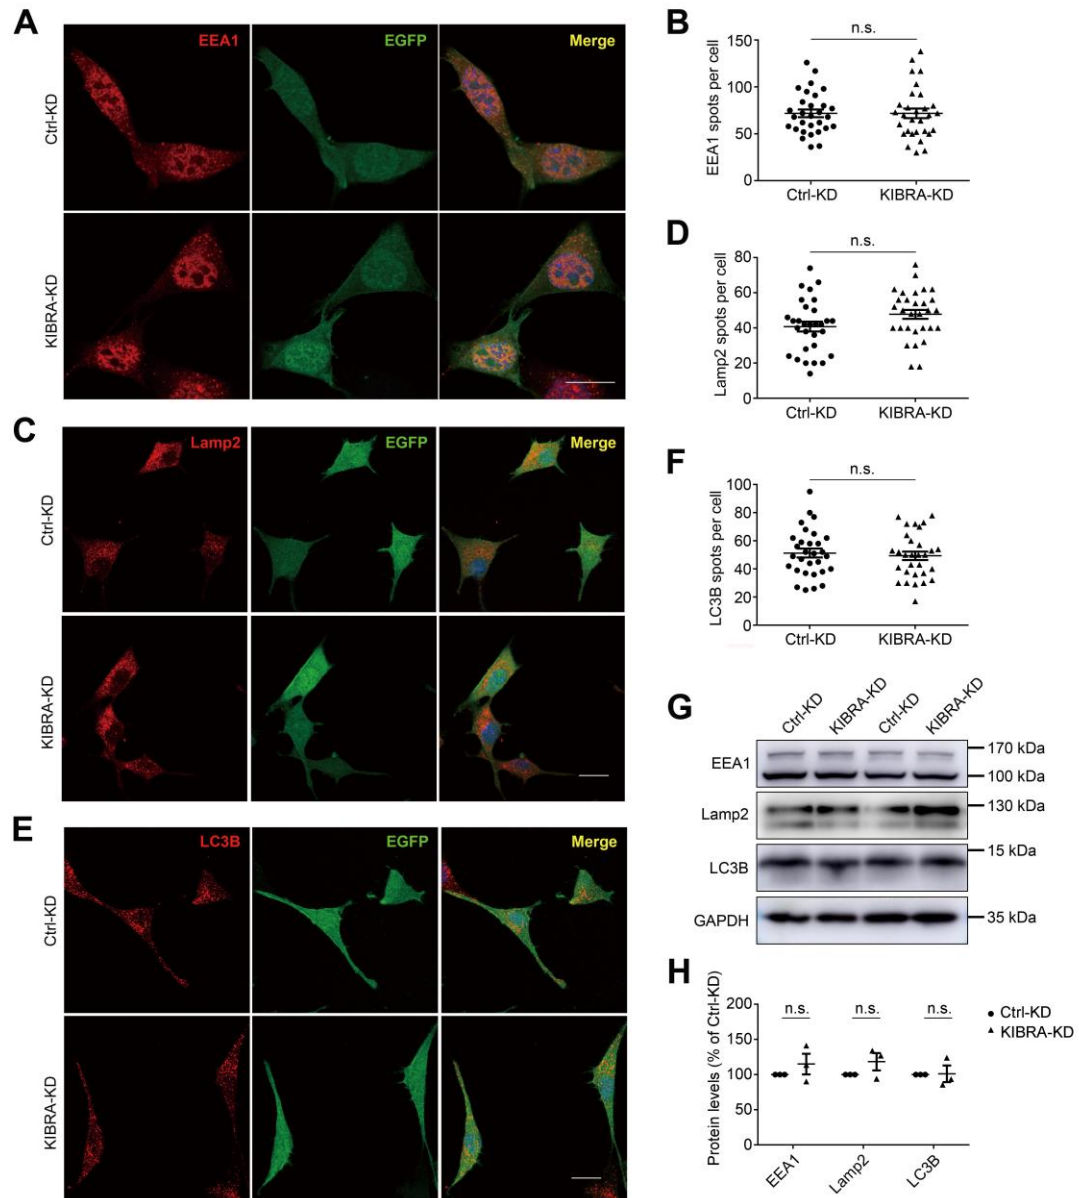 A
EEA1
EGFP
Merge
Ctrl-KD
KIBRA-KD
B
n.s.
EEA1 spots per cell
150
100
50
0
Ctrl-KD
KIBRA-KD
C
Lamp2
EGFP
Merge
Ctrl-KD
KIBRA-KD
D
n.s.
Lamp2 spots per cell
80
60
40
20
0
Ctrl-KD
KIBRA-KD
E
LC3B
EGFP
Merge
Ctrl-KD
KIBRA-KD
F
n.s.
LC3B spots per cell
100
80
60
40
20
0
Ctrl-KD
KIBRA-KD
G
Ctrl-KD
KIBRA-KD
Ctrl-KD
KIBRA-KD
EEA1
170 kDa
100 kDa
Lamp2
130 kDa
LC3B
15 kDa
GAPDH
35 kDa
H
Protein levels (% of Ctrl-KD)
200
150
100
50
0
n.s.
n.s.
n.s.
EEA1
Lamp2
LC3B
Ctrl-KD
KIBRA-KD